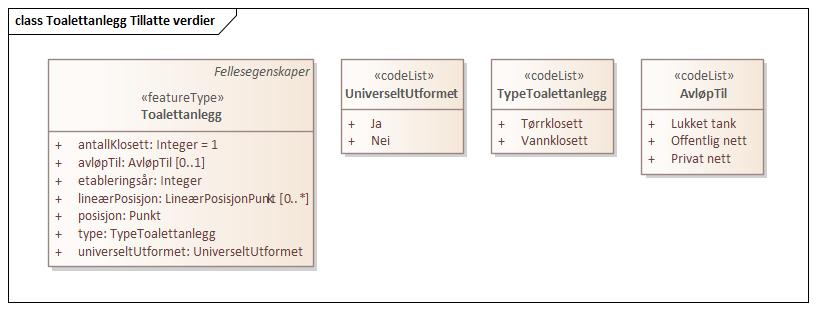 class Toalettanlegg Tillatte verdier
Fellesegenskaper
«featureType»
Toalettanlegg
+ antallKlosett: Integer = 1
+ avløpTil: AvløpTil [0..1]
+ etableringsår: Integer
+ lineærPosisjon: LineærPosisjonPunkt [0..*]
+ posisjon: Punkt
+ type: TypeToalettanlegg
+ universeltUtformet: UniverseltUtformet
«codeList»
UniverseltUtformet
+ Ja
+ Nei
«codeList»
TypeToalettanlegg
+ Tørrklosett
+ Vannklosett
«codeList»
AvløpTil
+ Lukket tank
+ Offentlig nett
+ Privat nett